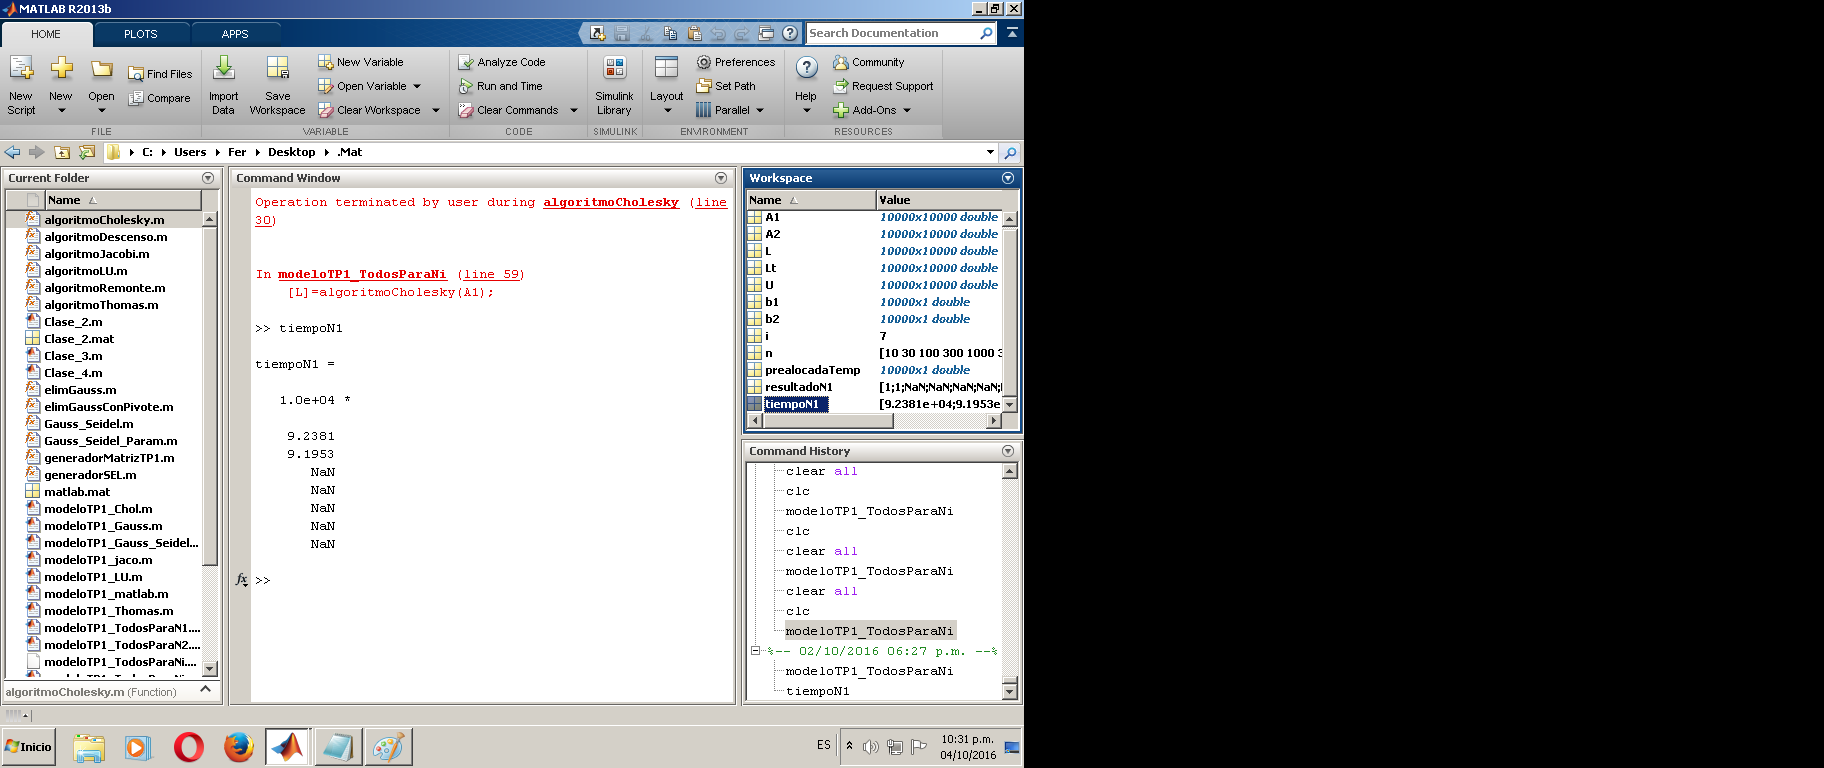 MATLAB R2013b
HOME
PLOTS
APPS
Search Documentation
New Script
New
Open
Find Files
Compare
Import Data
Save Workspace
New Variable
Open Variable
Clear Workspace
Analyze Code
Run and Time
Clear Commands
Simulink Library
Layout
Preferences
Set Path
Parallel
Help
Community
Request Support
Add-Ons
FILE
VARIABLE
CODE
SIMULINK
ENVIRONMENT
RESOURCES
C: Users Fer Desktop .Mat
Current Folder
Name
algoritmoCholesky.m
algoritmoDescenso.m
algoritmoJacobi.m
algoritmoLU.m
algoritmoRemonte.m
algoritmoThomas.m
Clase_2.m
Clase_2.mat
Clase_3.m
Clase_4.m
elimGauss.m
elimGaussConPivote.m
Gauss_Seidel.m
Gauss_Seidel_Param.m
generadorMatrizTP1.m
generadorSEL.m
matlab.mat
modeloTP1_Chol.m
modeloTP1_Gauss.m
modeloTP1_Gauss_Seidel...
modeloTP1_jaco.m
modeloTP1_LU.m
modeloTP1_matlab.m
modeloTP1_Thomas.m
modeloTP1_TodosParaN1....
modeloTP1_TodosParaN2....
modeloTP1_TodosParaNi....
algoritmoCholesky.m (Function)
Command Window
Operation terminated by user during algoritmoCholesky (line
30)
In modeloTP1_TodosParaNi (line 59)
[L]=algoritmoCholesky(A1);
>> tiempoN1
tiempoN1 =
1.0e+04 *
9.2381
9.1953
NaN
NaN
NaN
NaN
NaN
fx >>
Workspace
Name Value
A1 10000x10000 double
A2 10000x10000 double
L 10000x10000 double
Lt 10000x10000 double
U 10000x10000 double
b1 10000x1 double
b2 10000x1 double
i 7
n [10 30 100 300 1000 3
prealocadaTemp 10000x1 double
resultadoN1 [1;1;NaN;NaN;NaN;NaN;
tiempoN1 [9.2381e+04;9.1953e
Command History
clear all
clc
modeloTP1_TodosParaNi
clc
clear all
modeloTP1_TodosParaNi
clear all
clc
modeloTP1_TodosParaNi
%-- 02/10/2016 06:27 p.m. --%
modeloTP1_TodosParaNi
tiempoN1
Inicio
ES
10:31 p.m.
04/10/2016